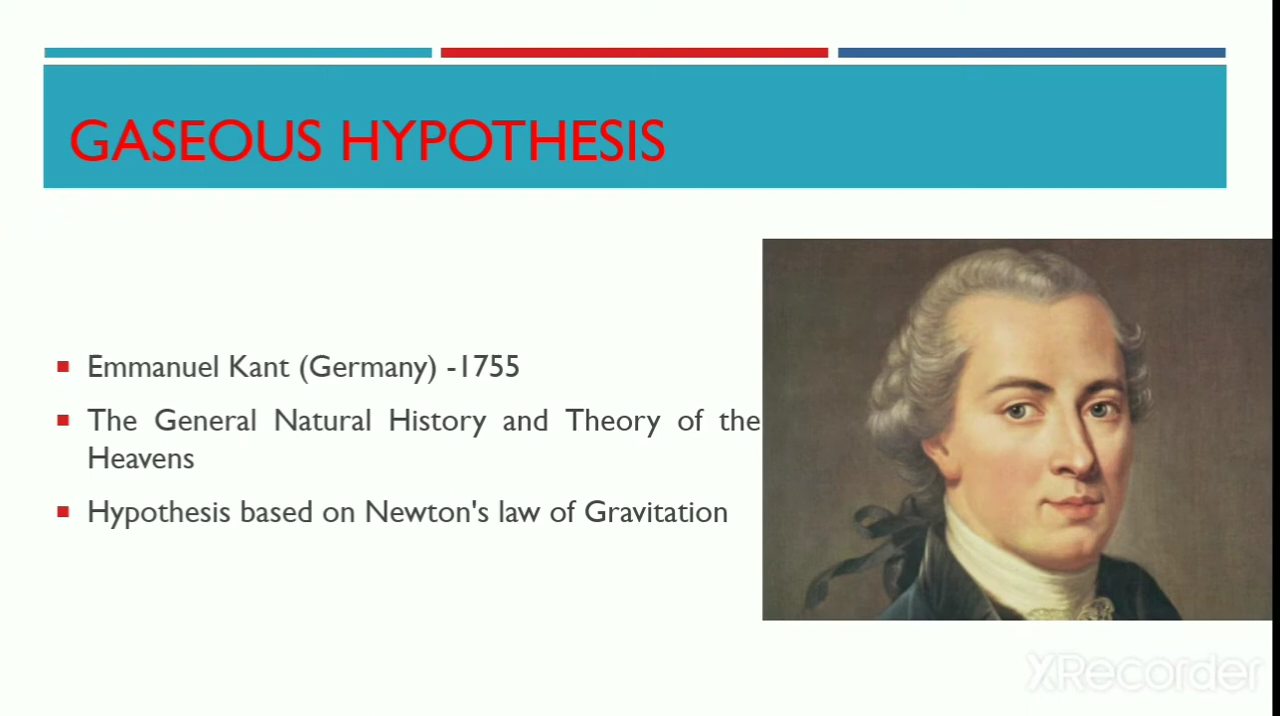 GASEOUS HYPOTHESIS
Emmanuel Kant (Germany) -1755
The General Natural History and Theory of the
Heavens
Hypothesis based on Newton's law of Gravitation
XRecorder